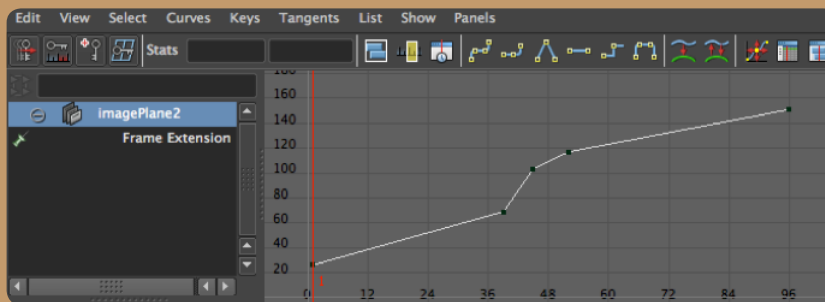 Edit View Select Curves Keys Tangents List Show Panels
Stats
180
imagePlane2
160
Frame Extension
140
120
100
80
60
40
20
0 12 24 36 48 60 72 84 96